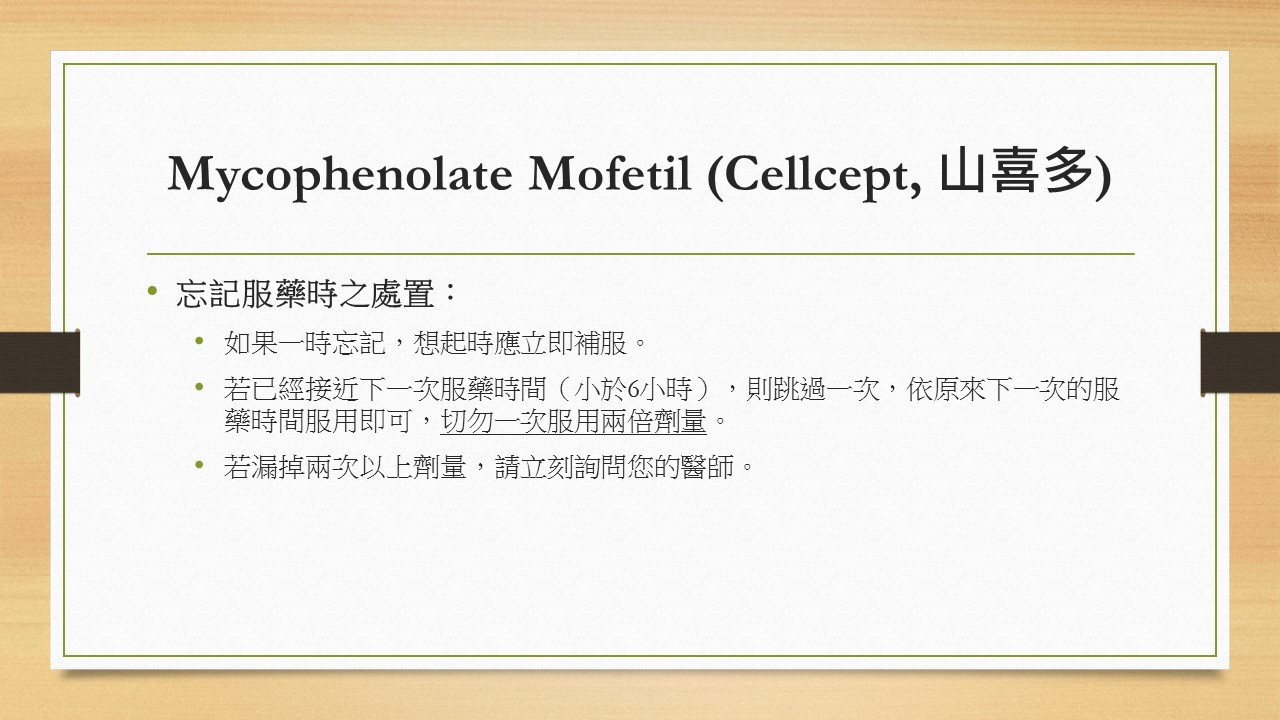 Mycophenolate Mofetil (Cellcept, 山喜多)
• 忘記服藥時之處置：
• 如果一時忘記，想起時應立即補服。
• 若已經接近下一次服藥時間（小於6小時），則跳過一次，依原來下一次的服
藥時間服用即可，切勿一次服用兩倍劑量。
• 若漏掉兩次以上劑量，請立刻詢問您的醫師。